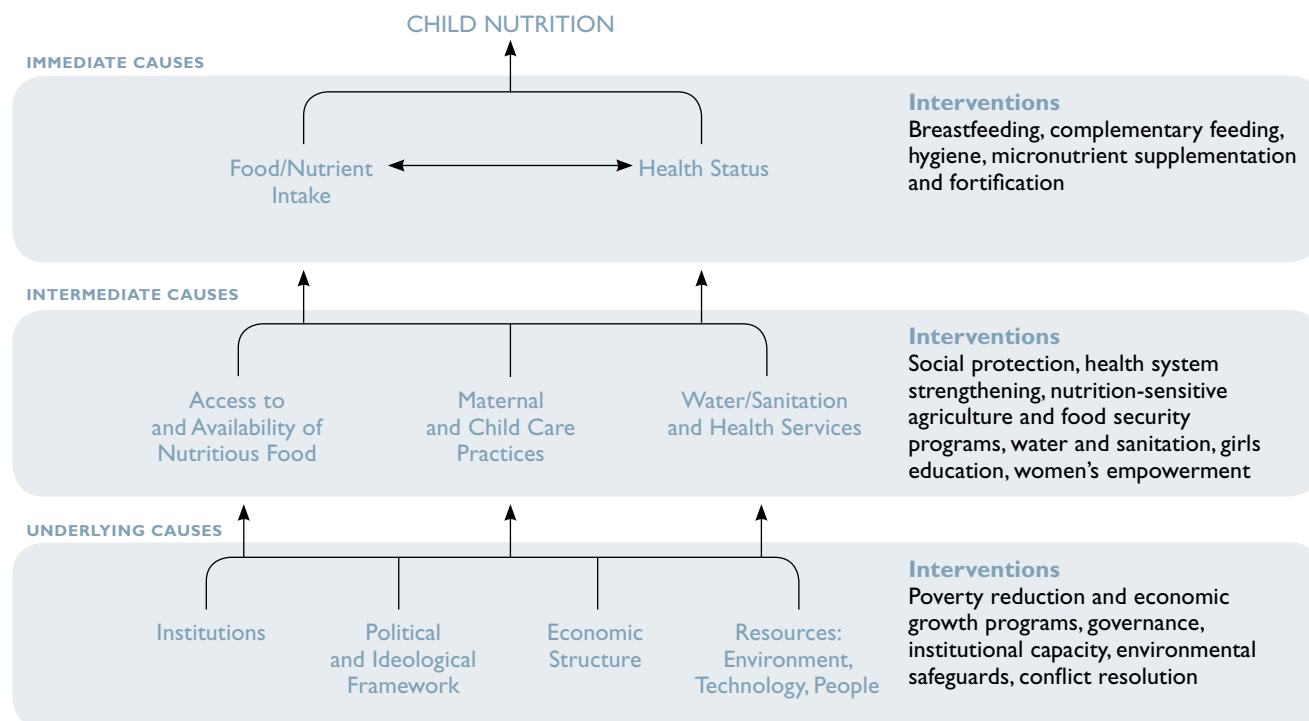 CHILD NUTRITION
IMMEDIATE CAUSES
Food/Nutrient
Intake
Health Status
Interventions
Breastfeeding, complementary feeding,
hygiene, micronutrient supplementation
and fortification
INTERMEDIATE CAUSES
Access to
and Availability of
Nutritious Food
Maternal
and Child Care
Practices
Water/Sanitation
and Health Services
Interventions
Social protection, health system
strengthening, nutrition-sensitive
agriculture and food security
programs, water and sanitation, girls
education, women’s empowerment
UNDERLYING CAUSES
Institutions
Political
and Ideological
Framework
Economic
Structure
Resources:
Environment,
Technology, People
Interventions
Poverty reduction and economic
growth programs, governance,
institutional capacity, environmental
safeguards, conflict resolution